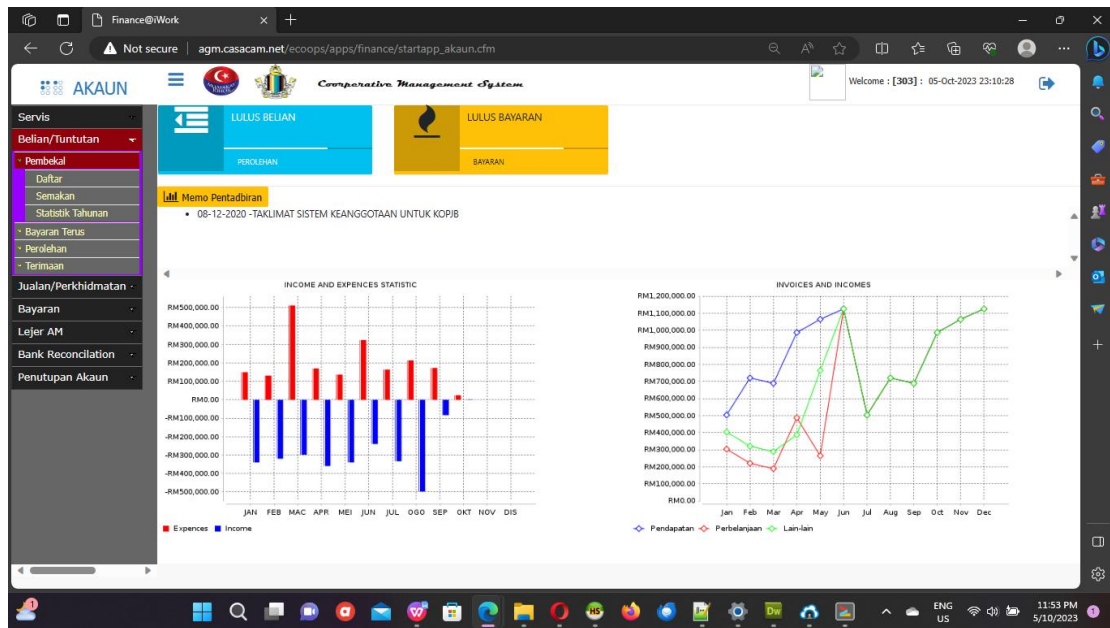 Finance@iWork
Not secure agm.casacam.net/ecoops/apps/finance/startapp_akaun.cfm
AKAUN
Coorperative Management System
Welcome : [303] : 05-Oct-2023 23:10:28
Servis
Belian/Tuntutan
Pembekal
Daftar
Semakan
Statistik Tahunan
Bayaran Terus
Perolehan
Terimaan
Jualan/Perkhidmatan
Bayaran
Lejer AM
Bank Reconcilation
Penutupan Akaun
LULUS BELIAN
PEROLEHAN
LULUS BAYARAN
BAYARAN
Memo Pentadbiran
08-12-2020 -TAKLIMAT SISTEM KEANGGOTAAN UNTUK KOPJB
INCOME AND EXPENCES STATISTIC
RM500,000.00
RM400,000.00
RM300,000.00
RM200,000.00
RM100,000.00
RM0.00
-RM100,000.00
-RM200,000.00
-RM300,000.00
-RM400,000.00
-RM500,000.00
JAN FEB MAC APR MEI JUN JUL OGO SEP OKT NOV DIS
Expences Income
INVOICES AND INCOMES
RM1,200,000.00
RM1,100,000.00
RM1,000,000.00
RM900,000.00
RM800,000.00
RM700,000.00
RM600,000.00
RM500,000.00
RM400,000.00
RM300,000.00
RM200,000.00
RM100,000.00
RM0.00
Jan Feb Mar Apr May Jun Jul Aug Sep Oct Nov Dec
Pendapatan Perbelanjaan Lain-lain
1
HS
Dw
ENG
US
11:53 PM
5/10/2023
1